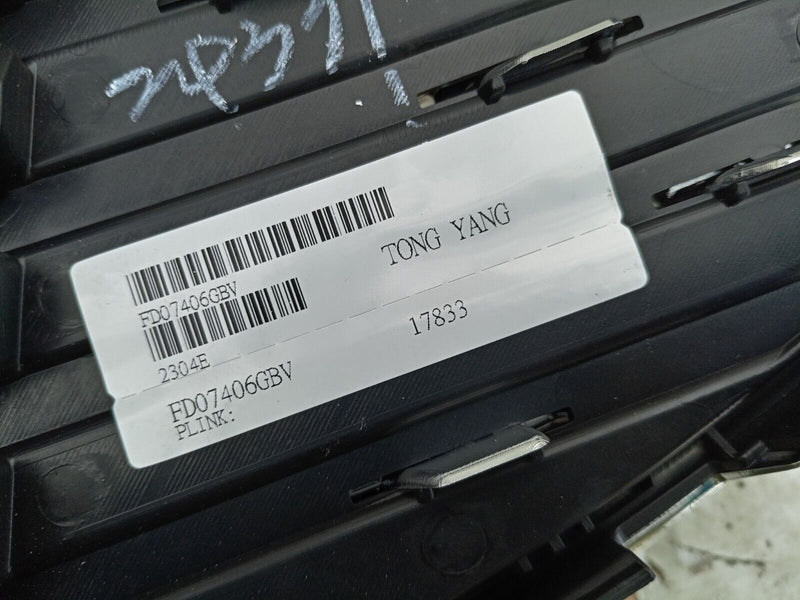 FD07406GBV
TONG YANG
2304E
17833
FD07406GBV
PLINK: